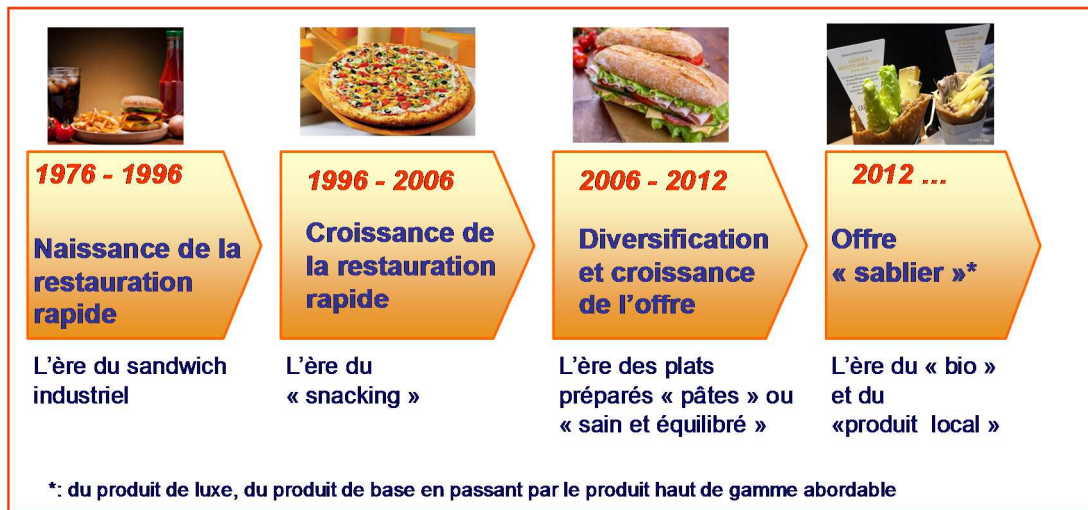 1976 - 1996
Naissance de la
restauration
rapide
L'ère du sandwich
industriel
1996 - 2006
Croissance de
la restauration
rapide
L'ère du
« snacking »
2006 - 2012
Diversification
et croissance
de l'offre
L'ère des plats
préparés « pâtes » ou
« sain et équilibré »
2012 ...
Offre
« sablier »*
L'ère du « bio »
et du
«produit local »
*: du produit de luxe, du produit de base en passant par le produit haut de gamme abordable